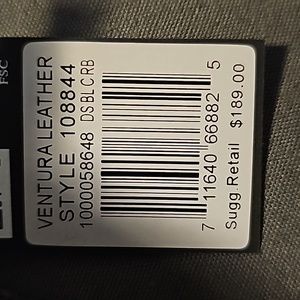 FSC
VENTURA LEATHER
STYLE 108844
1000058648 DSBLCRB
7 11640 66882 5
Sugg Retail $189.00